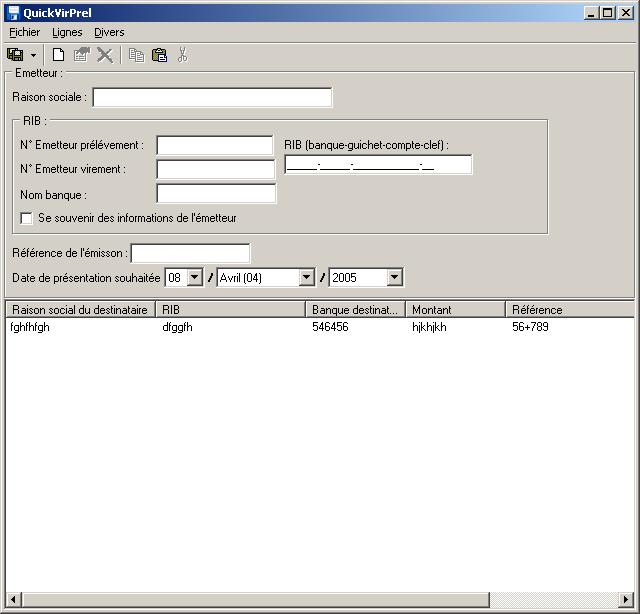 QuickVirPrel
Fichier Lignes Divers
Emetteur :
Raison sociale :
RIB :
N° Emetteur prélévement :
RIB (banque-guichet-compte-clef) :
N° Emetteur virement :
_____-_____-___________-__
Nom banque :
Se souvenir des informations de l'émetteur
Référence de l'émisson :
Date de présentation souhaitée 08 / Avril (04) / 2005
Raison social du destinataire RIB Banque destinat... Montant Référence
fghfhfgh dfggfh 546456 hjkhjkh 56+789